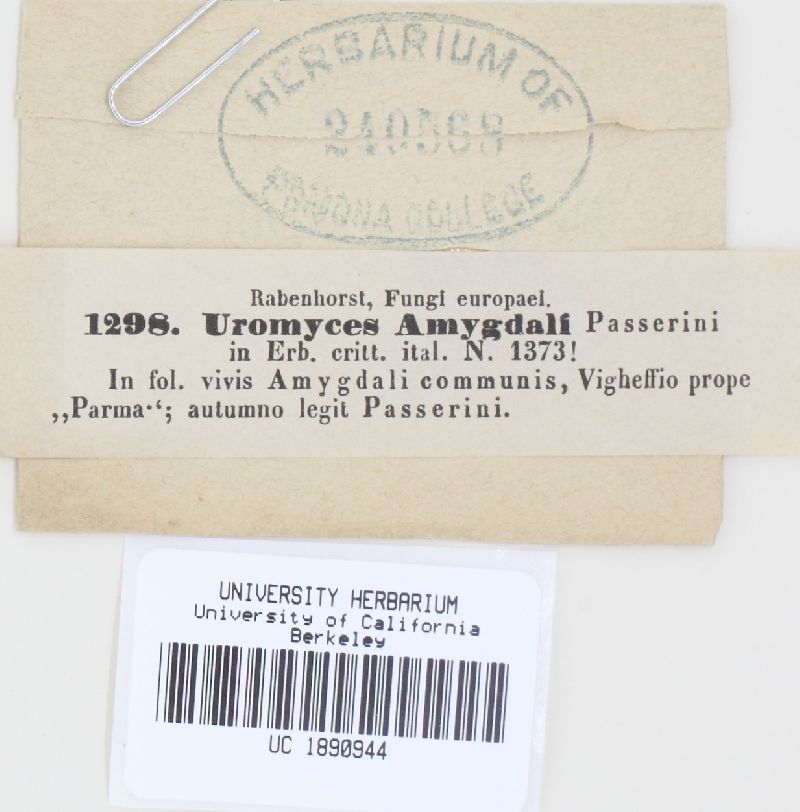 HERBARIUM OF
240568
POMONA COLLEGE
Rabenhorst, Fungi europaei.
1298. Uromyces Amygdali Passerini
in Erb. critt. ital. N. 1373!
In fol. vivis Amygdali communis, Vigheffio prope
„Parma“; autumno legit Passerini.
UNIVERSITY HERBARIUM
University of California
Berkeley
UC 1890944